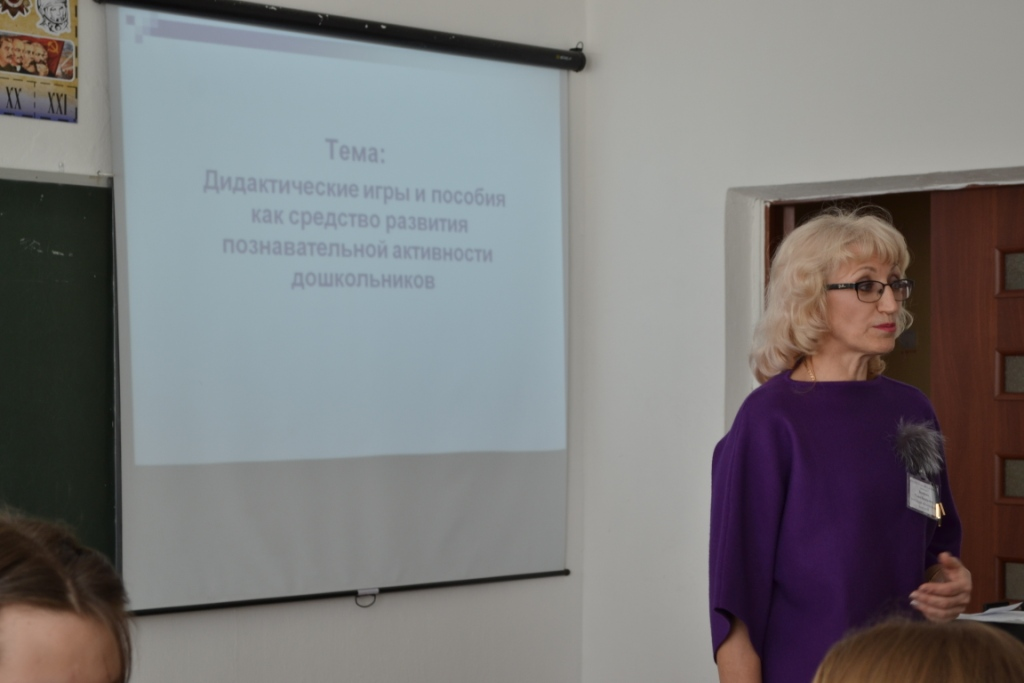 XX XXI
Тема:
Дидактические игры и пособия
как средство развития
познавательной активности
дошкольников